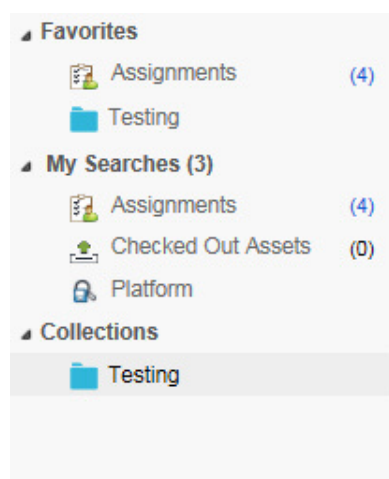 Favorites
Assignments (4)
Testing
My Searches (3)
Assignments (4)
Checked Out Assets (0)
Platform
Collections
Testing